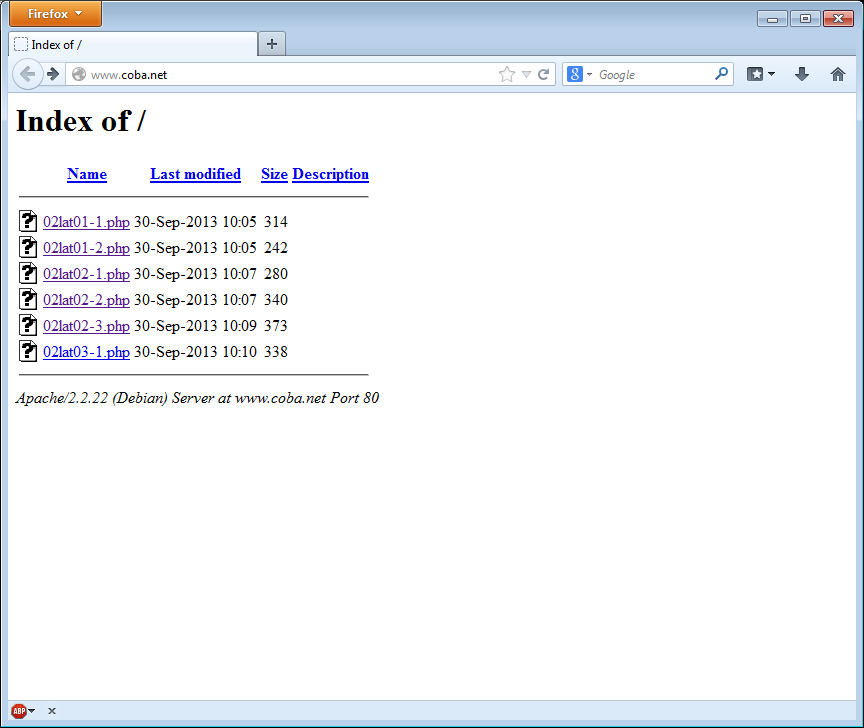 Firefox
Index of /
www.coba.net
Google
Index of /
Name Last modified Size Description
02lat01-1.php 30-Sep-2013 10:05 314
02lat01-2.php 30-Sep-2013 10:05 242
02lat02-1.php 30-Sep-2013 10:07 280
02lat02-2.php 30-Sep-2013 10:07 340
02lat02-3.php 30-Sep-2013 10:09 373
02lat03-1.php 30-Sep-2013 10:10 338
Apache/2.2.22 (Debian) Server at www.coba.net Port 80
ABP